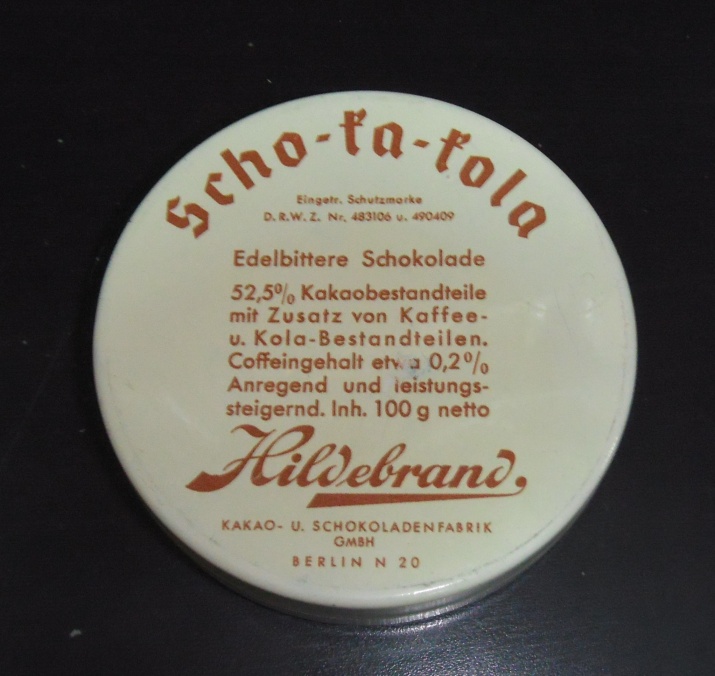 Scho-ka-kola
Eingetr. Schutzmarke
D.R.W.Z. Nr. 483106 u. 490409
Edelbittere Schokolade
52,5% Kakaobestandteile
mit Zusatz von Kaffee-
u. Kola-Bestandteilen.
Coffeingehalt etwa 0,2%
Anregend und leistungs-
steigernd. Inh. 100 g netto
Hildebrand
KAKAO- U. SCHOKOLADENFABRIK
GMBH
BERLIN N 20